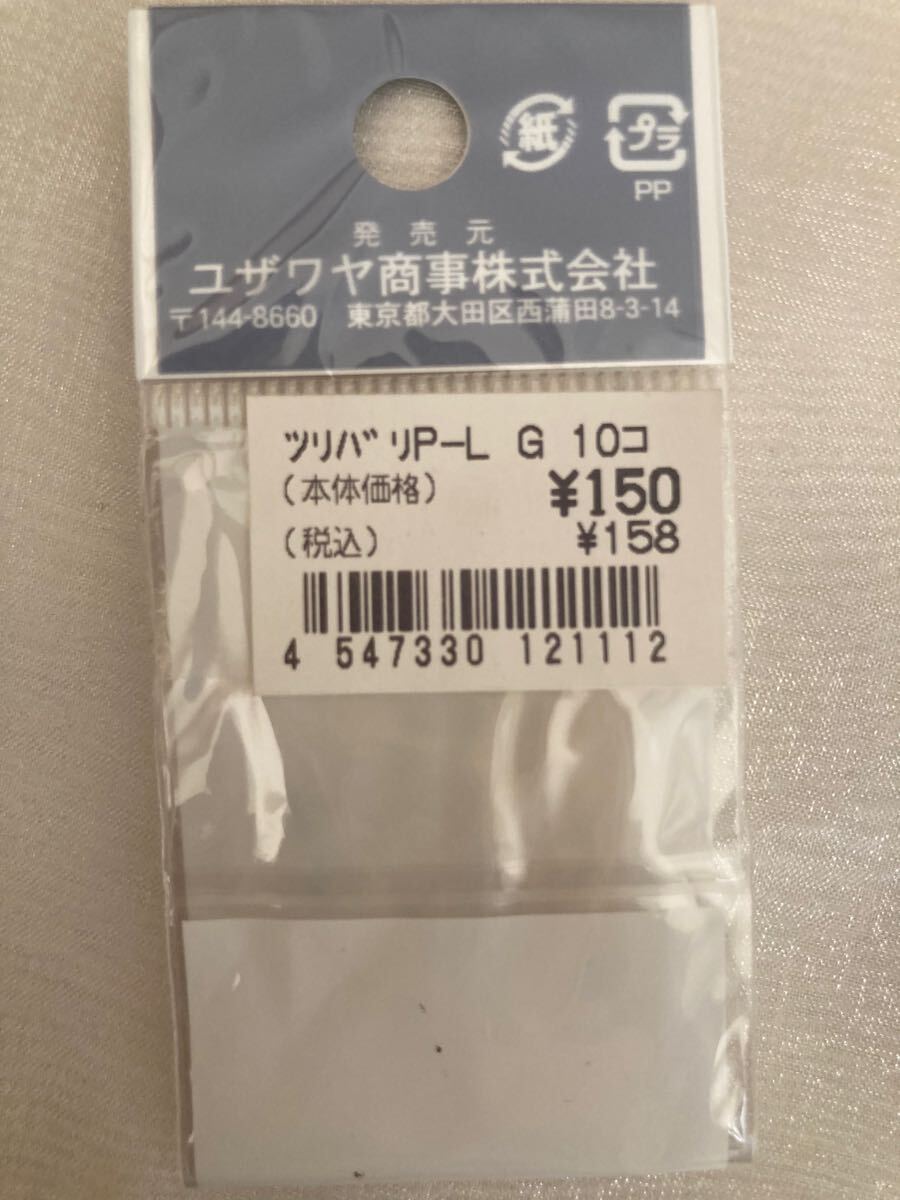 紙 プラ
PP
発売元
ユザワヤ商事株式会社
〒144-8660 東京都大田区西蒲田8-3-14
ﾂﾘﾊﾞﾘP-L G 10ｺ
(本体価格) ¥150
(税込) ¥158
4 547330 121112